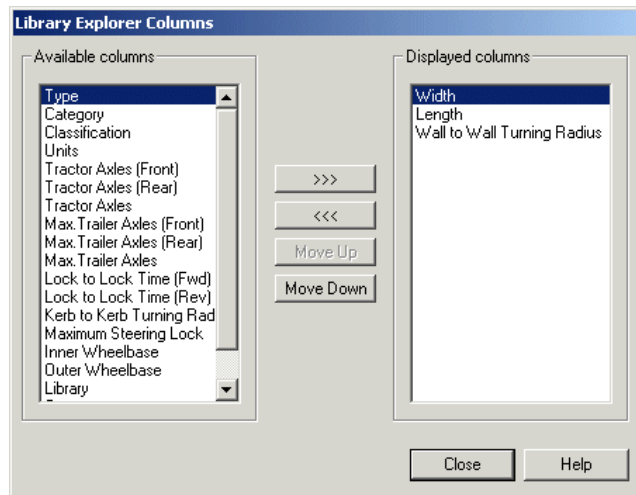 Library Explorer Columns
Available columns
Type
Category
Classification
Units
Tractor Axles (Front)
Tractor Axles (Rear)
Tractor Axles
Max.Trailer Axles (Front)
Max.Trailer Axles (Rear)
Max.Trailer Axles
Lock to Lock Time (Fwd)
Lock to Lock Time (Rev)
Kerb to Kerb Turning Rad
Maximum Steering Lock
Inner Wheelbase
Outer Wheelbase
Library
>>>
<<<
Move Up
Move Down
Displayed columns
Width
Length
Wall to Wall Turning Radius
Close
Help